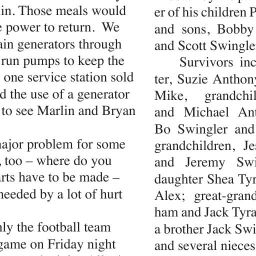 in. Those meals would
power to return. We
ain generators through
run pumps to keep the
one service station sold
d the use of a generator
to see Marlin and Bryan
major problem for some
, too – where do you
arts have to be made –
needed by a lot of hurt
nly the football team
game on Friday night
er of his children P
and sons, Bobby
and Scott Swingle
Survivors inc
ter, Suzie Anthony
Mike, grandchil
and Michael Ant
Bo Swingler and
grandchildren, Je
and Jeremy Swi
daughter Shea Tyr
Alex; great-grand
ham and Jack Tyra
a brother Jack Swi
and several nieces